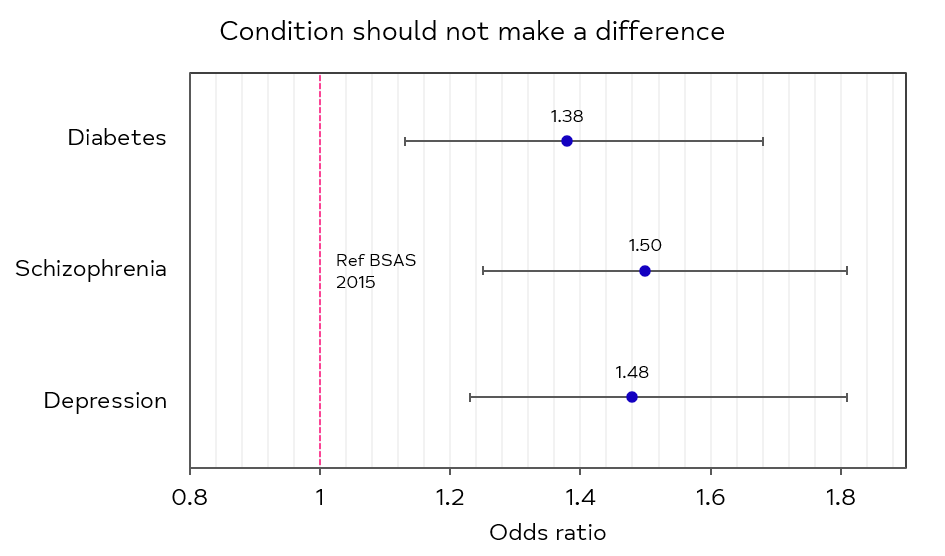 Condition should not make a difference
Diabetes
1.38
Schizophrenia
Ref BSAS
2015
1.50
Depression
1.48
0.8
1
1.2
1.4
1.6
1.8
Odds ratio